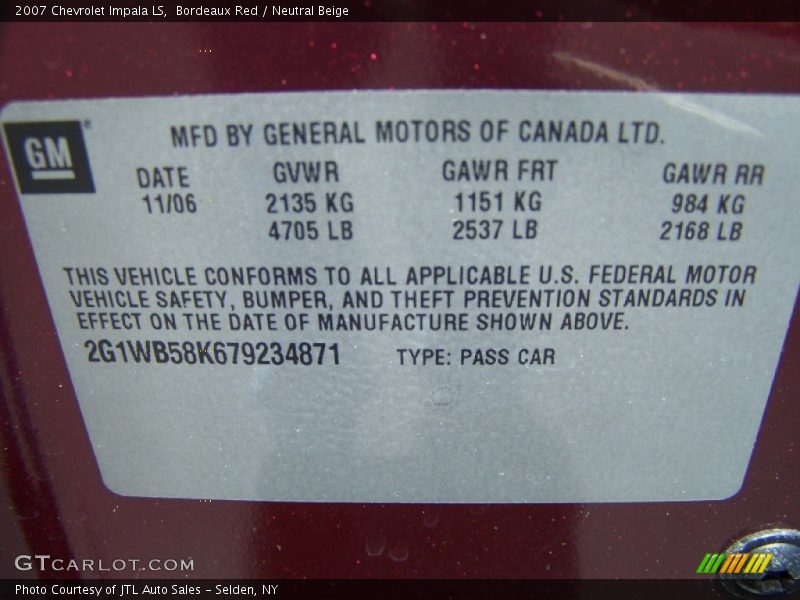 2007 Chevrolet Impala LS, Bordeaux Red / Neutral Beige
GM
MFD BY GENERAL MOTORS OF CANADA LTD.
DATE GVWR GAWR FRT GAWR RR
11/06 2135 KG 1151 KG 984 KG
4705 LB 2537 LB 2168 LB
THIS VEHICLE CONFORMS TO ALL APPLICABLE U.S. FEDERAL MOTOR
VEHICLE SAFETY, BUMPER, AND THEFT PREVENTION STANDARDS IN
EFFECT ON THE DATE OF MANUFACTURE SHOWN ABOVE.
2G1WB58K679234871 TYPE: PASS CAR
GTCARLOT.COM
Photo Courtesy of JTL Auto Sales - Selden, NY